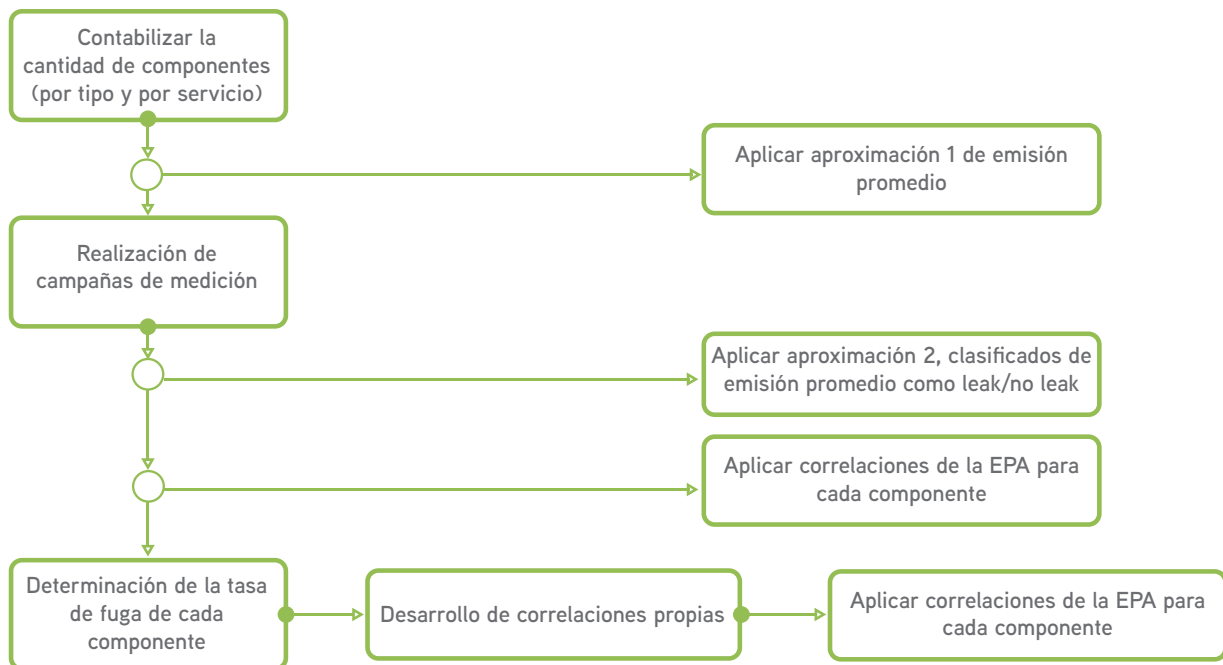 Contabilizar la
cantidad de componentes
(por tipo y por servicio)
Aplicar aproximación 1 de emisión
promedio
Realización de
campañas de medición
Aplicar aproximación 2, clasificados de
emisión promedio como leak/no leak
Aplicar correlaciones de la EPA para
cada componente
Determinación de la tasa
de fuga de cada
componente
Desarrollo de correlaciones propias
Aplicar correlaciones de la EPA para
cada componente